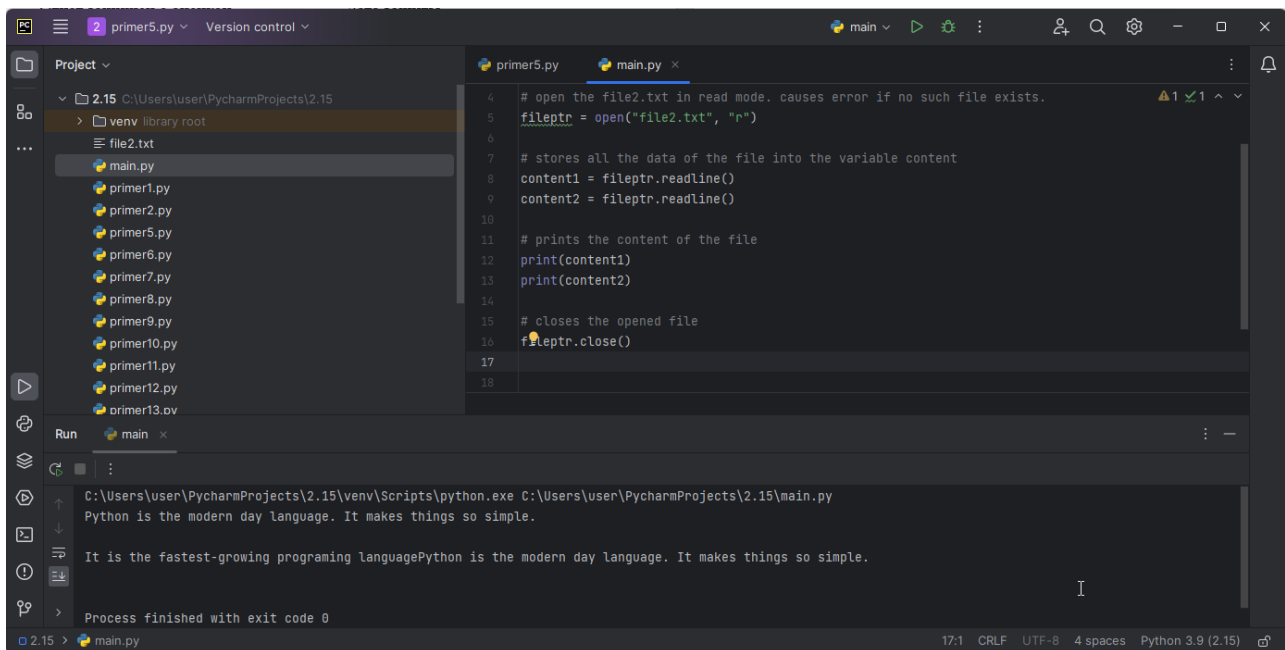 PC
2 primer5.py Version control main
Project
primer5.py main.py
2.15 C:\Users\user\PycharmProjects\2.15
venv library root
file2.txt
main.py
primer1.py
primer2.py
primer5.py
primer6.py
primer7.py
primer8.py
primer9.py
primer10.py
primer11.py
primer12.py
primer13.py
4 # open the file2.txt in read mode. causes error if no such file exists.
1 1
5 fileptr = open("file2.txt", "r")
6
7 # stores all the data of the file into the variable content
8 content1 = fileptr.readline()
9 content2 = fileptr.readline()
10
11 # prints the content of the file
12 print(content1)
13 print(content2)
14
15 # closes the opened file
16 fileptr.close()
17
18
Run main
C:\Users\user\PycharmProjects\2.15\venv\Scripts\python.exe C:\Users\user\PycharmProjects\2.15\main.py
Python is the modern day language. It makes things so simple.
It is the fastest-growing programing languagePython is the modern day language. It makes things so simple.
Process finished with exit code 0
2.15 > main.py 17:1 CRLF UTF-8 4 spaces Python 3.9 (2.15)